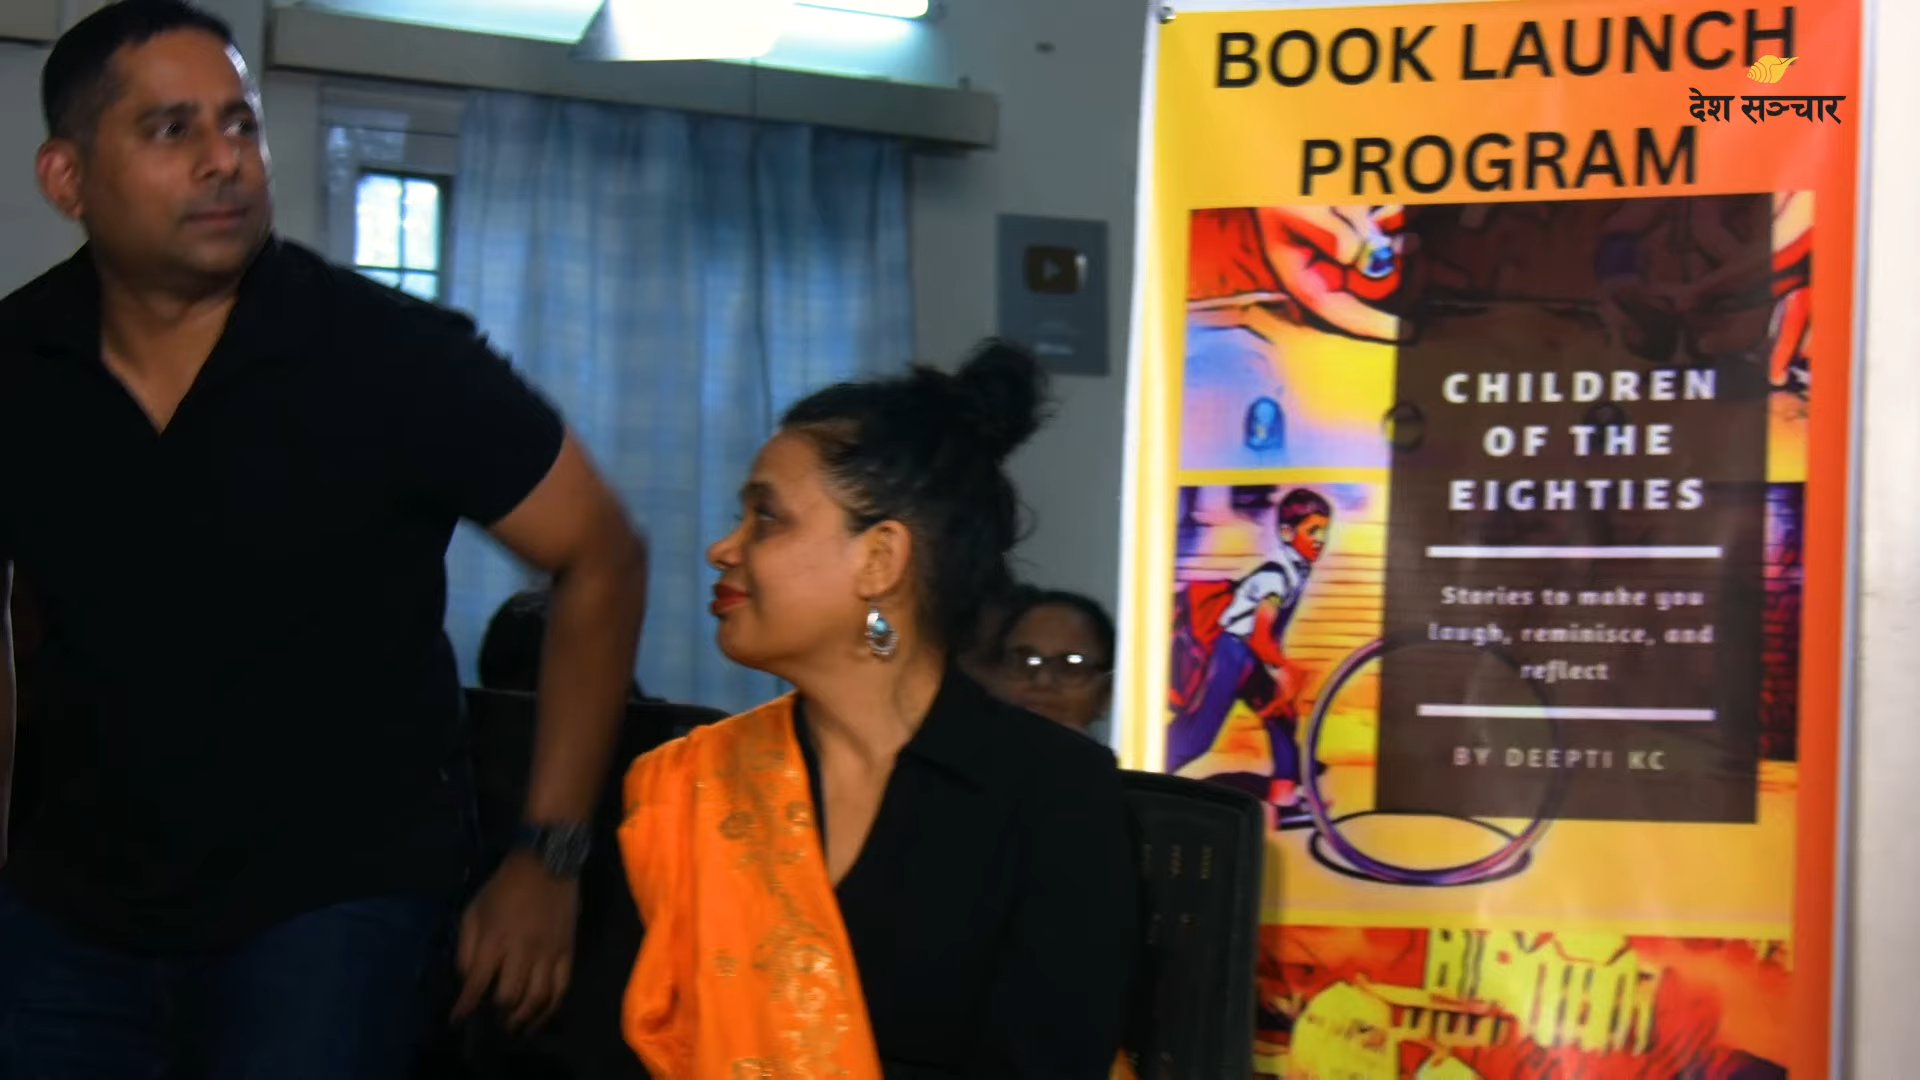 BOOK LAUNCH
देश सञ्चार
PROGRAM
CHILDREN
OF THE
EIGHTIES
Stories to make you
laugh, reminisce, and
reflect
BY DEEPTI KC